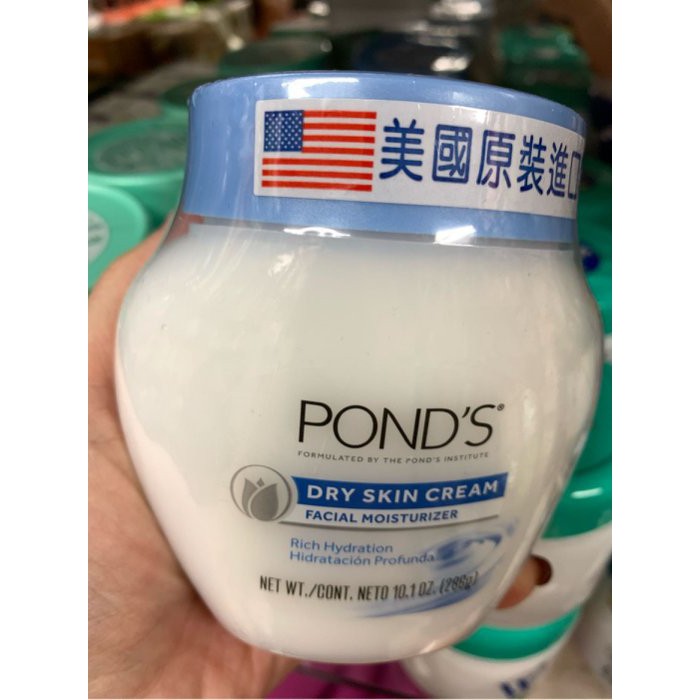 美國原裝進口
POND'S®
FORMULATED BY THE POND'S INSTITUTE
DRY SKIN CREAM
FACIAL MOISTURIZER
Rich Hydration
Hidratación Profunda
NET WT./CONT. NETO 10.1 OZ. (286g)